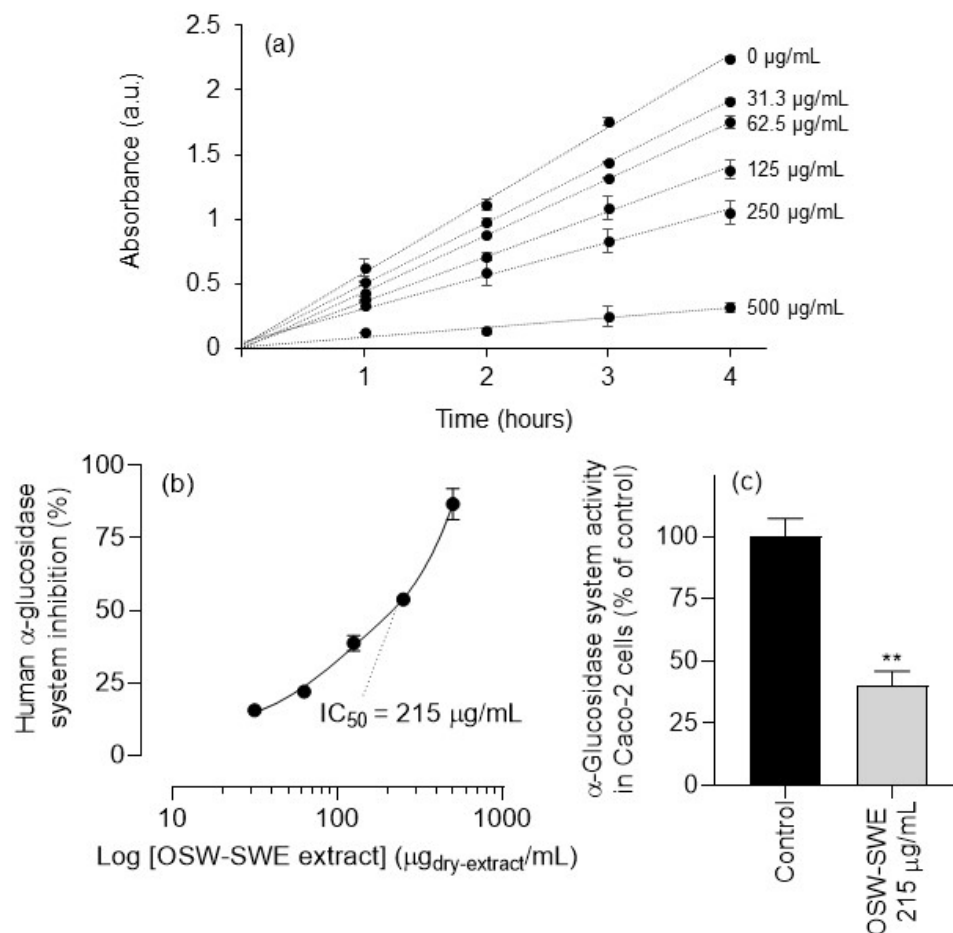 (a)
Absorbance (a.u.)
2.5
2
1.5
1
0.5
0
0 µg/mL
31.3 µg/mL
62.5 µg/mL
125 µg/mL
250 µg/mL
500 µg/mL
1 2 3 4
Time (hours)
(b)
Human α-glucosidase
system inhibition (%)
100
75
50
25
0
IC50 = 215 µg/mL
10 100 1000
Log [OSW-SWE extract] (µgdry-extract/mL)
(c)
α-Glucosidase system activity
in Caco-2 cells (% of control)
100
75
50
25
0
**
Control
OSW-SWE
215 µg/mL